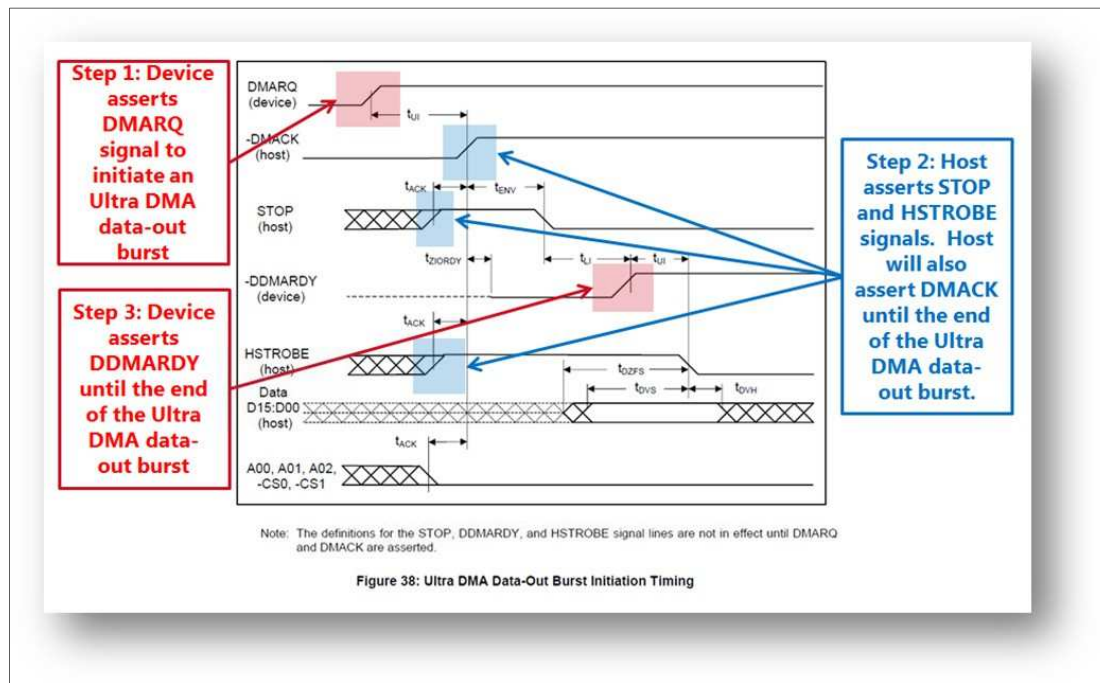 Step 1: Device
asserts
DMARQ
signal to
initiate an
Ultra DMA
data-out
burst
Step 3: Device
asserts
DDMARDY
until the end
of the Ultra
DMA data-
out burst
DMARQ
(device)
tUI
-DMACK
(host)
tACK
tENV
STOP
(host)
tZIORDY
tLI
tUI
-DDMARDY
(device)
tACK
HSTROBE
(host)
tDZFS
tDVS
tDVH
Data
D15:D00
(host)
tACK
A00, A01, A02,
-CS0, -CS1
Step 2: Host
asserts STOP
and HSTROBE
signals. Host
will also
assert DMACK
until the end
of the Ultra
DMA data-
out burst.
Note: The definitions for the STOP, DDMARDY, and HSTROBE signal lines are not in effect until DMARQ
and DMACK are asserted.
Figure 38: Ultra DMA Data-Out Burst Initiation Timing